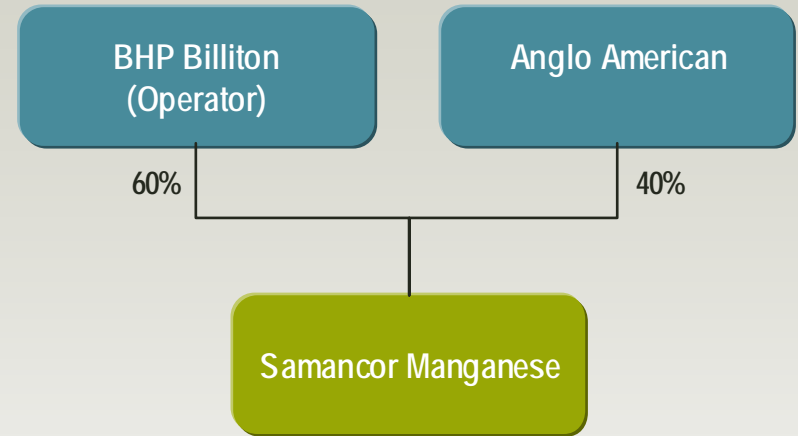 BHP Billiton
(Operator)
Anglo American
60%
40%
Samancor Manganese